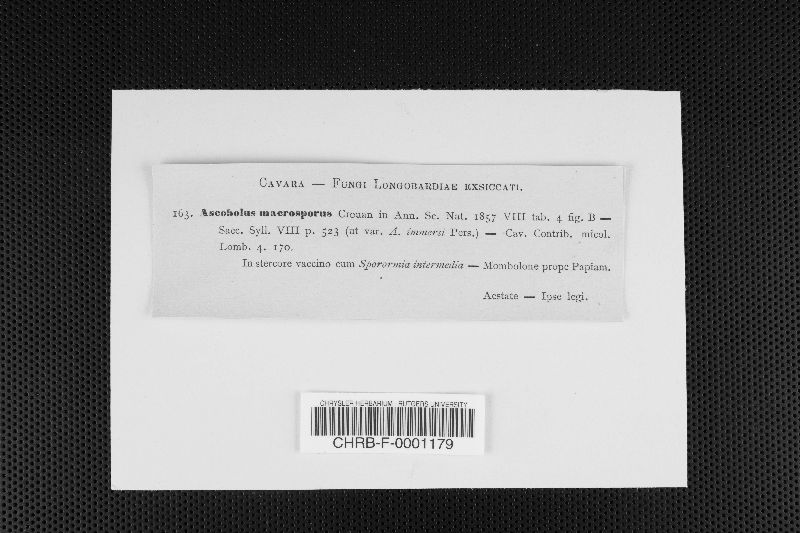 CAVARA — FUNGI LONGOBARDIAE EXSICCATI.
163. Ascobolus macrosporus Crouan in Ann. Sc. Nat. 1857 VIII tab. 4 fig. B —
Sacc. Syll. VIII p. 523 (ut var. A. immersi Pers.) — Cav. Contrib. micol.
Lomb. 4. 170.
In stercore vaccino cum Sporormia intermedia — Mombolone prope Papiam.
Aestate — Ipse legi.
CHRYSLER HERBARIUM - RUTGERS UNIVERSITY
CHRB-F-0001179